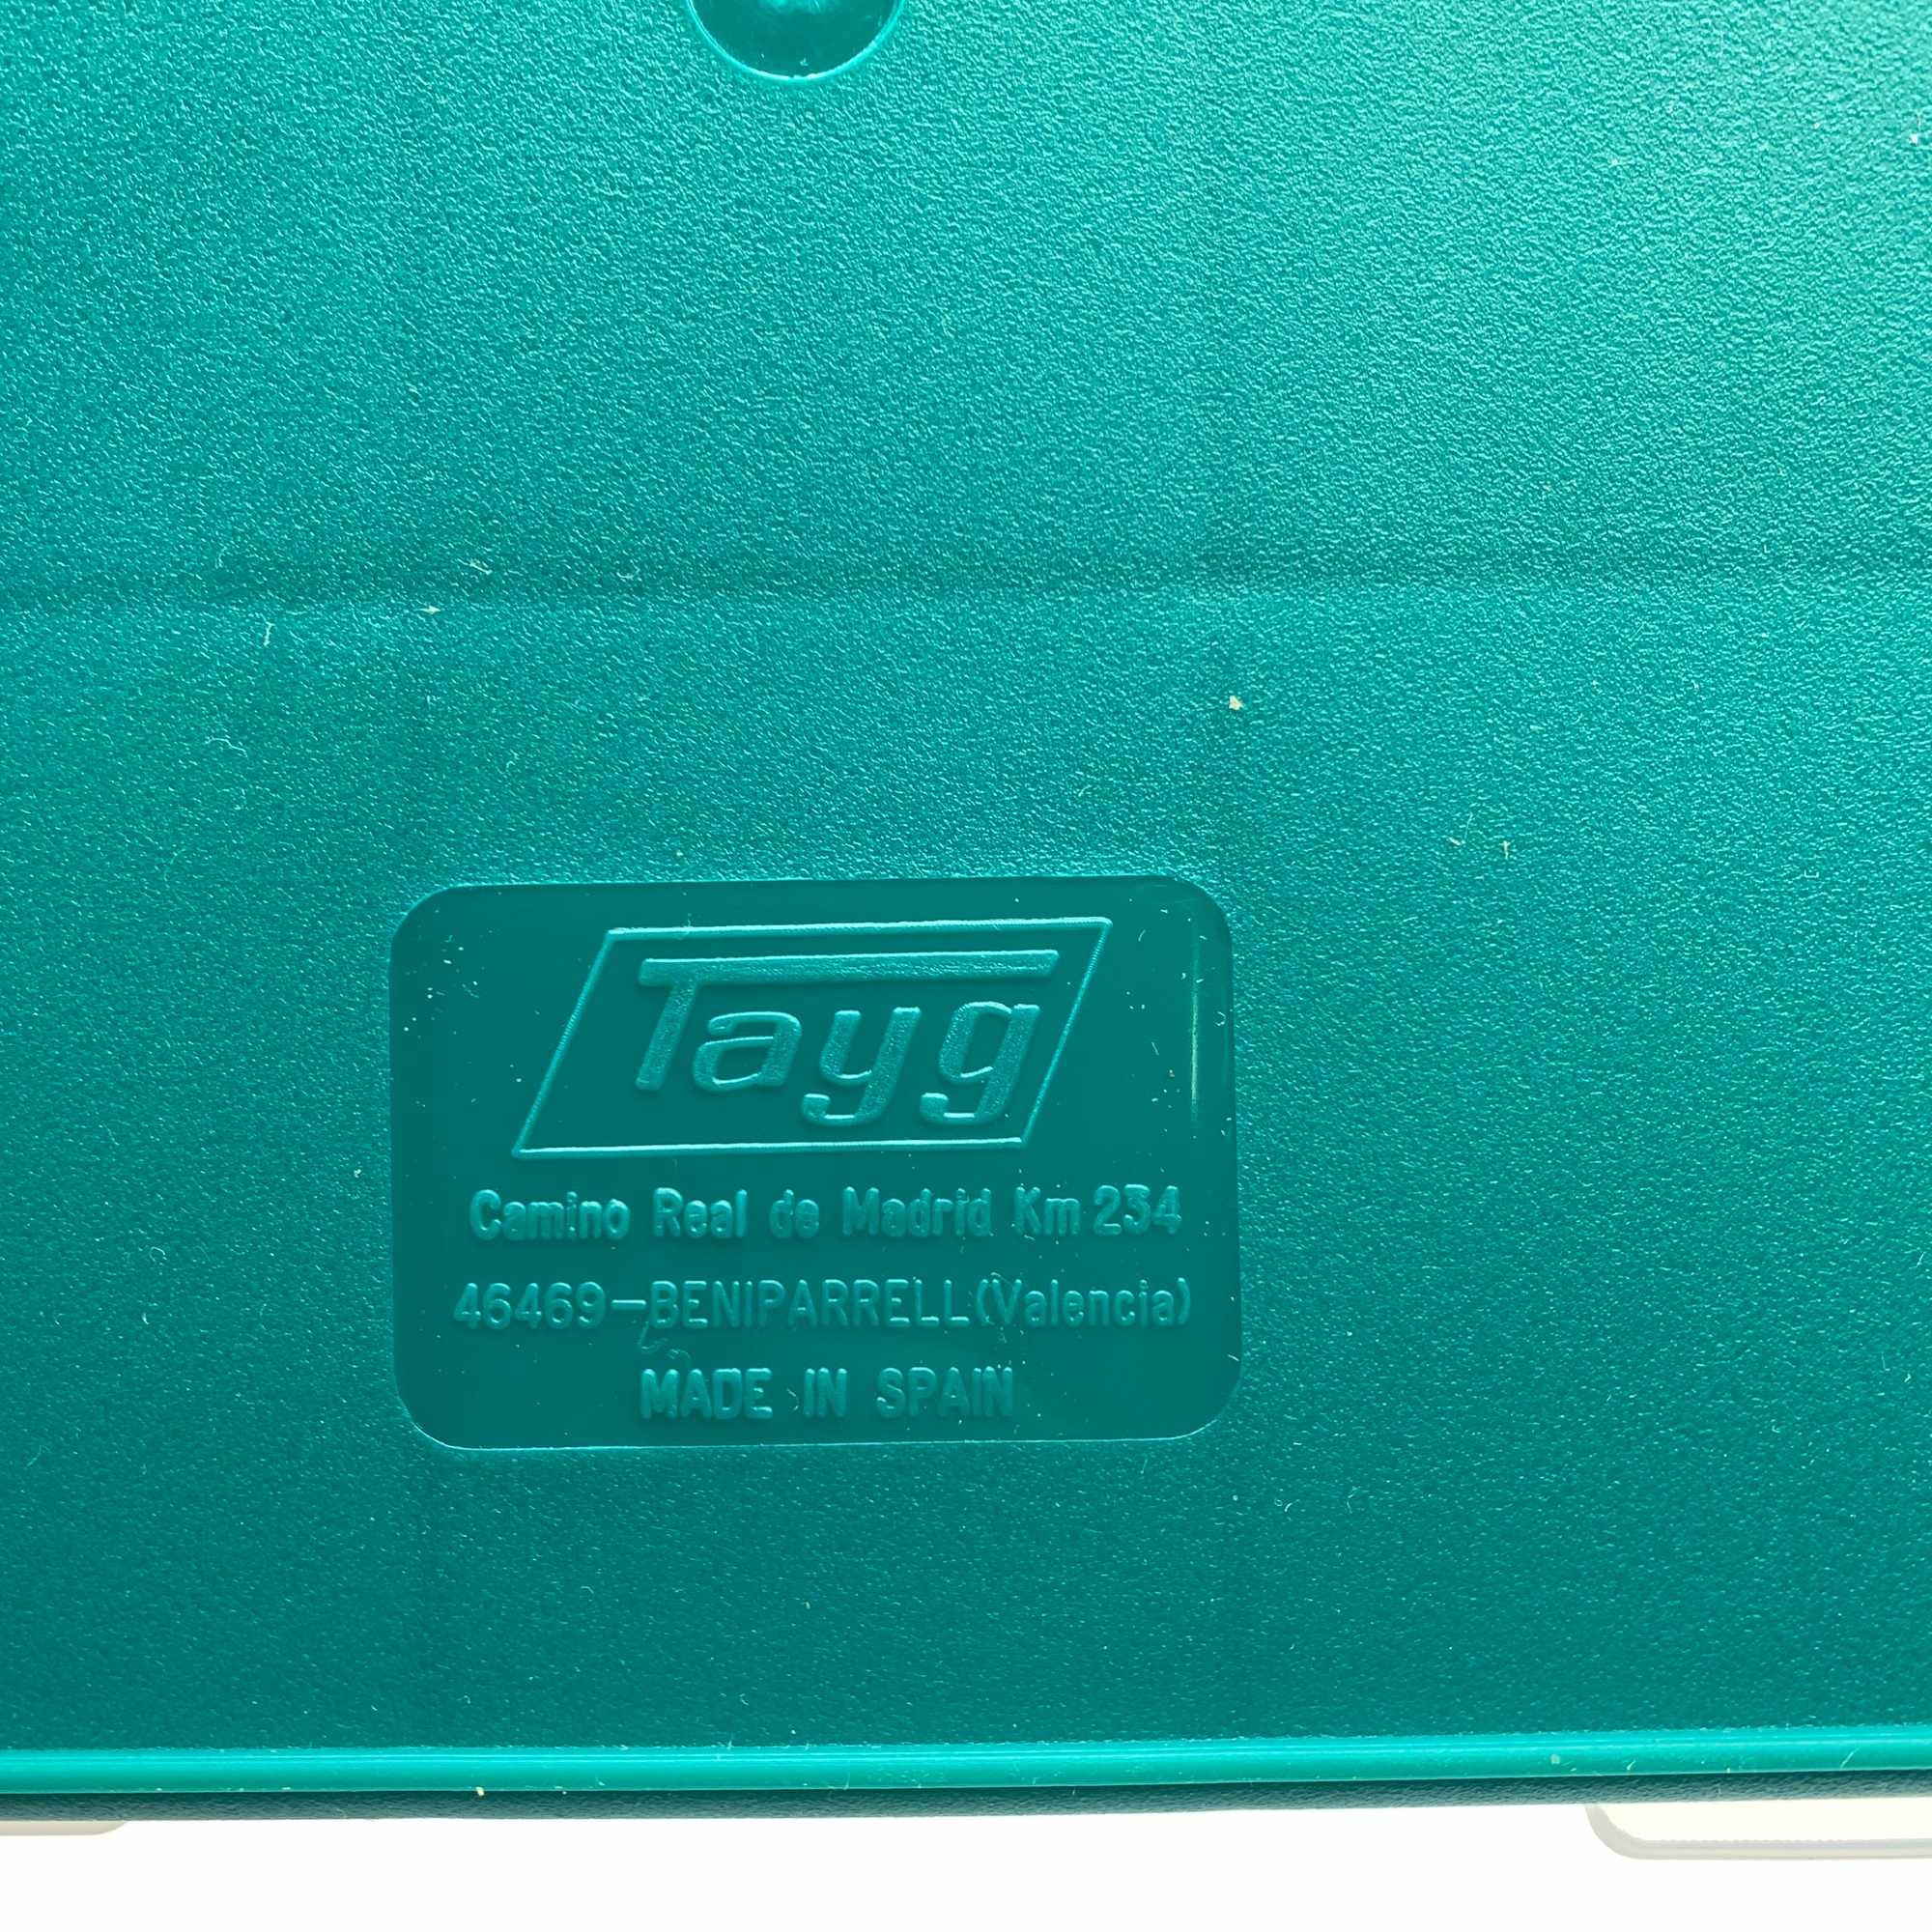 Tayg
Camino Real de Madrid Km 234
46469-BENIPARRELL(Valencia)
MADE IN SPAIN